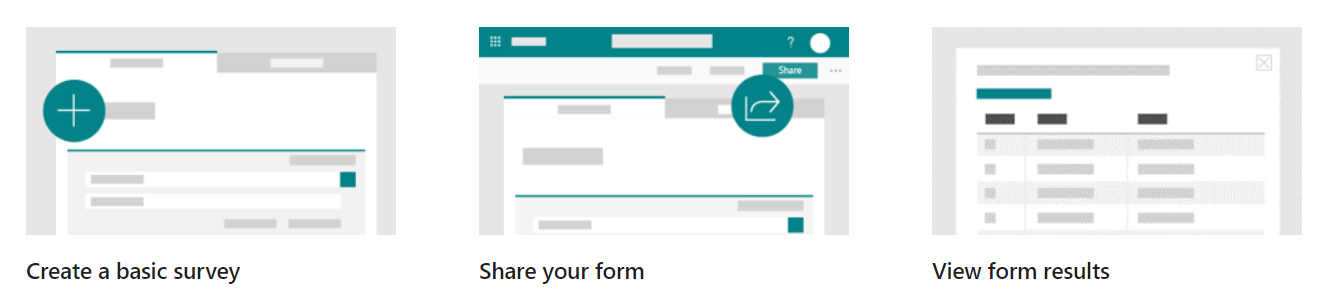 ?
Share
Create a basic survey
Share your form
View form results